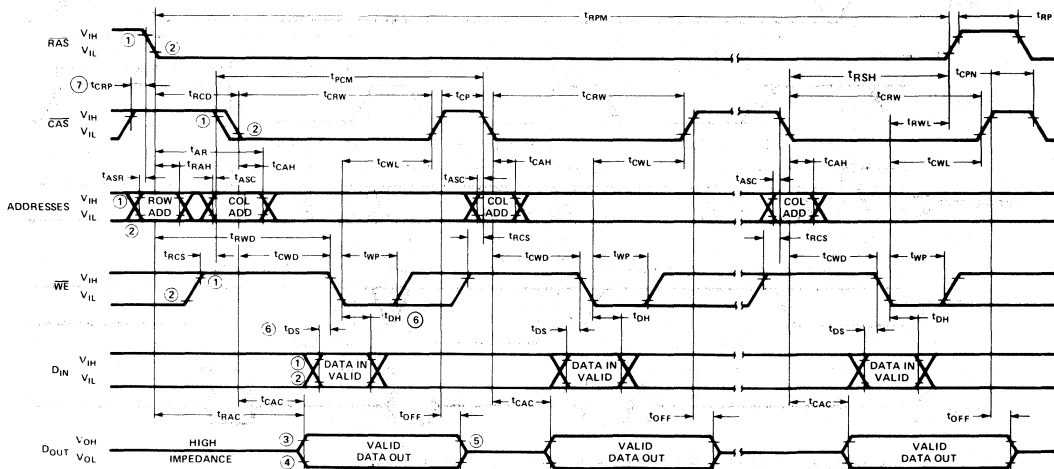 tRPM tRP
RAS VIH ① ②
VIL
⑦ tCRP tPCM tRSH tCPN
tRCD tCRW tCP tCRW tCRW
CAS VIH ① ② tRWL
VIL
tAR
tRAH tCAH tCWL tCAH tCWL tCAH tCWL
tASR tASC tASC tASC
ADDRESSES VIH ① ROW ADD COL ADD COL ADD COL ADD
VIL ②
tRWD tRCS tRCS
tRCS tCWD tWP tCWD tWP tCWD tWP
WE VIH ①
VIL ②
⑥ tDS tDH ⑥ tDS tDH tDS tDH
DIN VIH ① DATA IN VALID DATA IN VALID DATA IN VALID
VIL ②
tCAC tCAC tCAC
tRAC tOFF tOFF tOFF
DOUT VOH HIGH ③ VALID ⑤ VALID VALID
VOL IMPEDANCE ④ DATA OUT DATA OUT DATA OUT